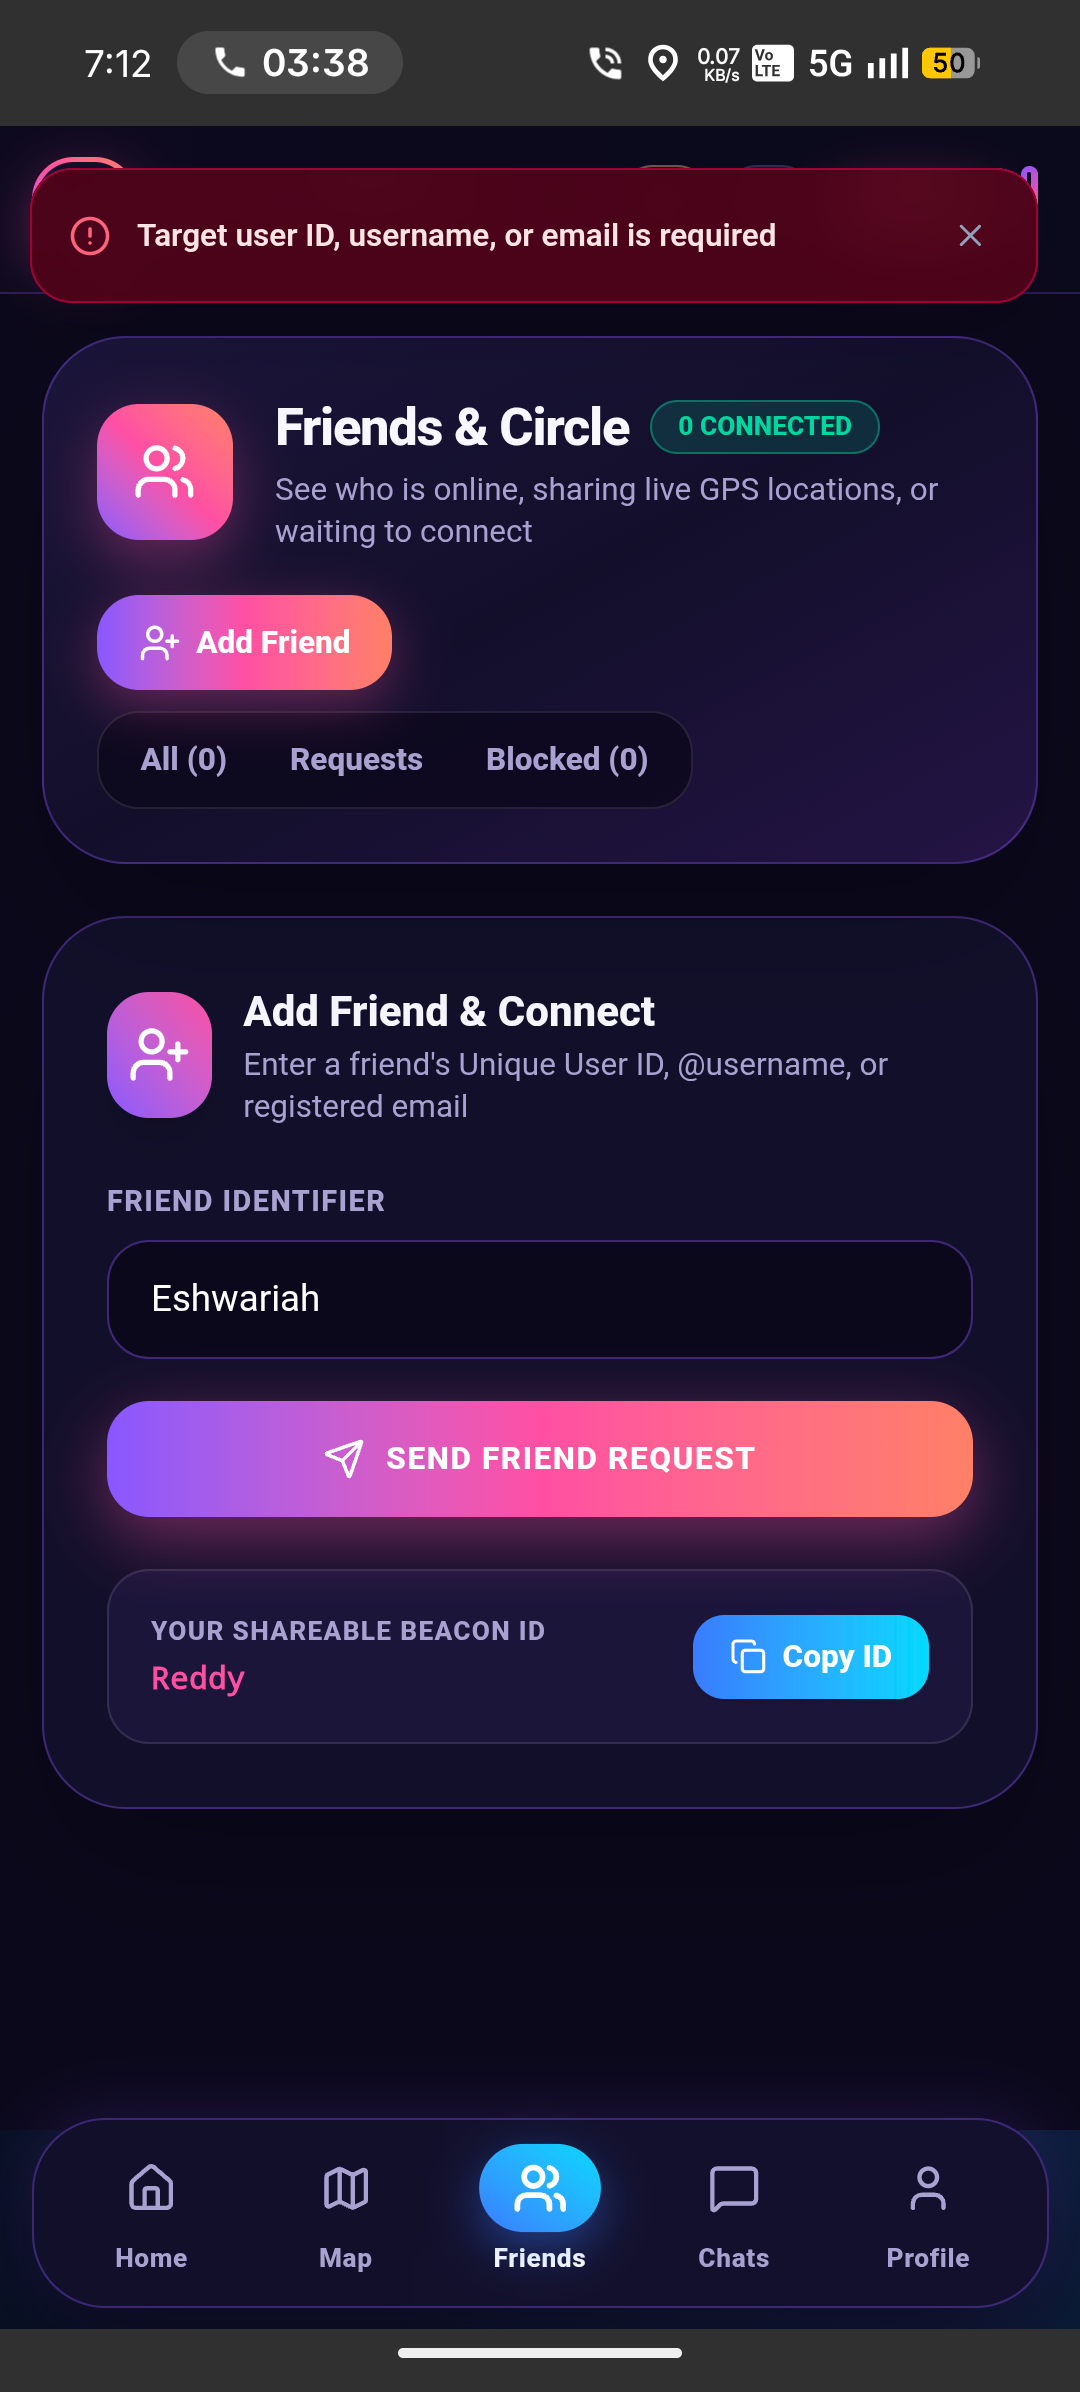 7:12 03:38 0.07 KB/s Vo LTE 5G 50
Target user ID, username, or email is required
Friends & Circle 0 CONNECTED
See who is online, sharing live GPS locations, or
waiting to connect
Add Friend
All (0) Requests Blocked (0)
Add Friend & Connect
Enter a friend's Unique User ID, @username, or
registered email
FRIEND IDENTIFIER
Eshwariah
SEND FRIEND REQUEST
YOUR SHAREABLE BEACON ID
Reddy
Copy ID
Home Map Friends Chats Profile